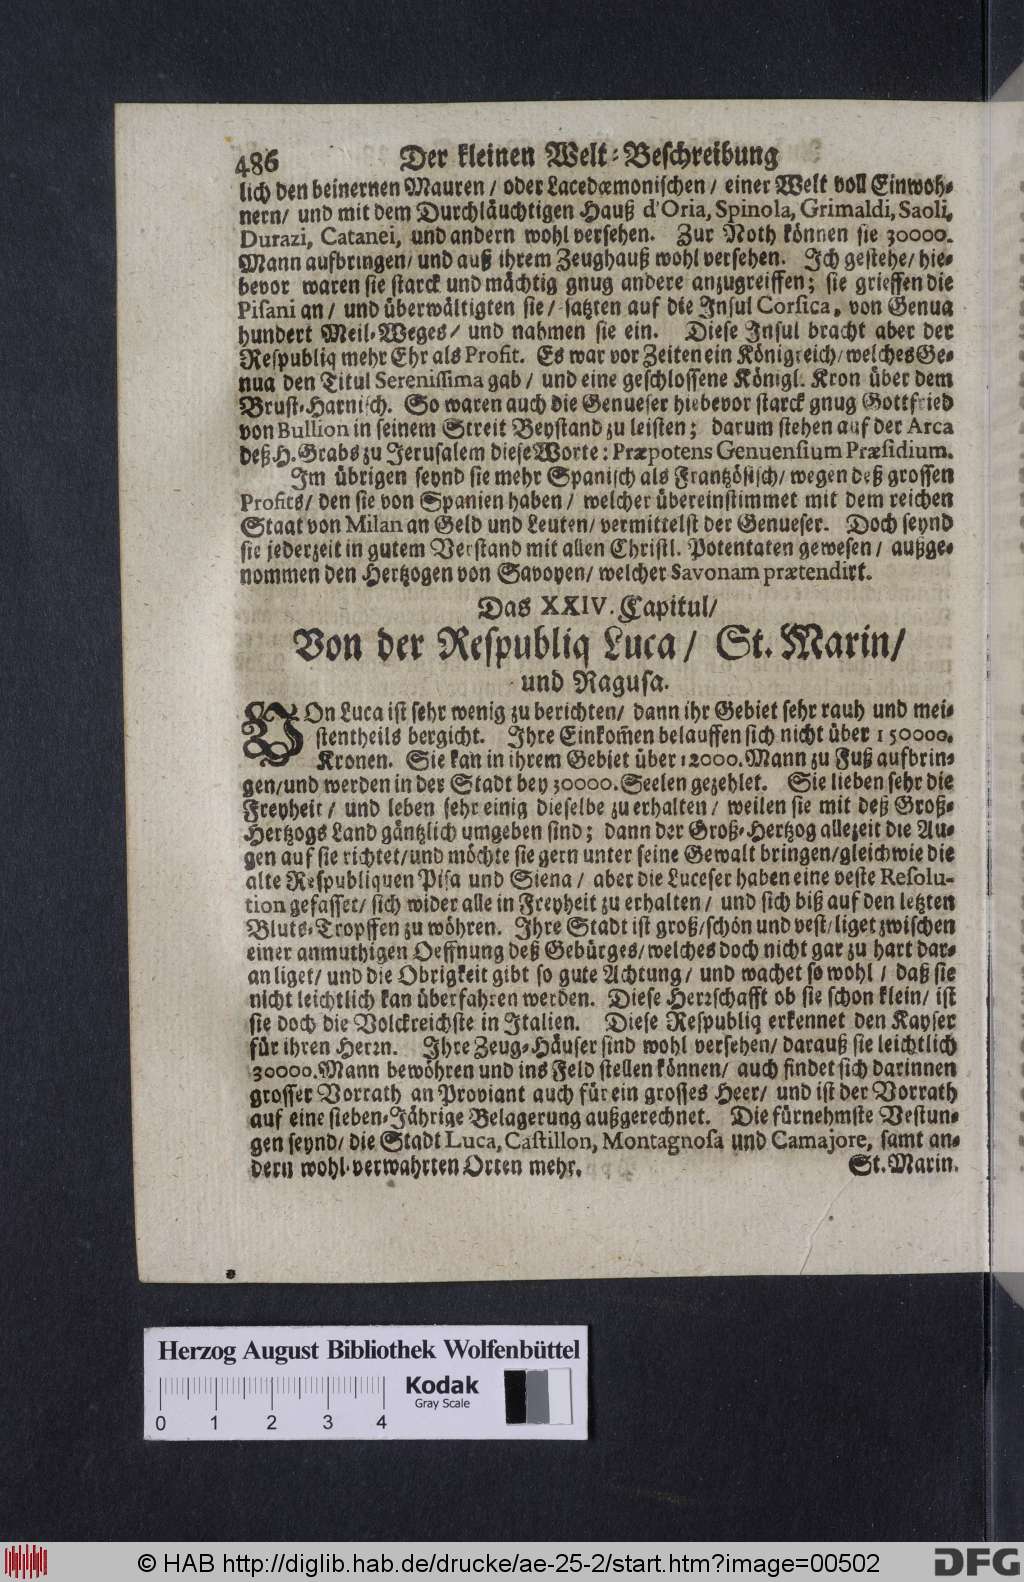 486 Der kleinen Welt-Beschreibung
lich den beinernen Mauren / oder Lacedæmonischen / einer Welt voll Einwoh-
nern / und mit dem Durchläuchtigen Hauß d'Oria, Spinola, Grimaldi, Saoli,
Durazi, Catanei, und andern wohl versehen. Zur Noth können sie 30000.
Mann aufbringen / und auß ihrem Zeughauß wohl versehen. Ich gestehe / hie-
bevor waren sie starck und mächtig gnug andere anzugreiffen; sie grieffen die
Pisani an / und überwältigten sie / satzten auf die Insul Corsica, von Genua
hundert Meil-Weges / und nahmen sie ein. Diese Insul bracht aber der
Respubliq mehr Ehr als Profit. Es war vor Zeiten ein Königreich / welches Ge-
nua den Titul Serenissima gab / und eine geschlossene Königl. Kron über dem
Brust-Harnisch. So waren auch die Genueser hiebevor starck gnug Gottfried
von Bullion in seinem Streit Beystand zu leisten; darum stehen auf der Arca
deß H. Grabs zu Jerusalem diese Worte: Præpotens Genuensium Præsidium.
Im übrigen seynd sie mehr Spanisch als Frantzösisch / wegen deß grossen
Profits / den sie von Spanien haben / welcher übereinstimmet mit dem reichen
Staat von Milan an Geld und Leuten / vermittelst der Genueser. Doch seynd
sie jederzeit in gutem Verstand mit allen Christl. Potentaten gewesen / außge-
nommen den Hertzogen von Savoyen / welcher Savonam prætendirt.
Das XXIV. Capitul /
Von der Respubliq Luca / St. Marin /
und Ragusa.
VOn Luca ist sehr wenig zu berichten / dann ihr Gebiet sehr rauh und mei-
stentheils bergicht. Ihre Einkom̃en belauffen sich nicht über 150000.
Kronen. Sie kan in ihrem Gebiet über 12000. Mann zu Fuß aufbrin-
gen / und werden in der Stadt bey 30000. Seelen gezehlet. Sie lieben sehr die
Freyheit / und leben sehr einig dieselbe zu erhalten / weilen sie mit deß Groß-
Hertzogs Land gäntzlich umgeben sind; dann der Groß-Hertzog allezeit die Au-
gen auf sie richtet / und möchte sie gern unter seine Gewalt bringen / gleichwie die
alte Respubliquen Pisa und Siena / aber die Luceser haben eine veste Resolu-
tion gefasset / sich wider alle in Freyheit zu erhalten / und sich biß auf den letzten
Bluts-Tropffen zu wöhren. Ihre Stadt ist groß / schön und vest / liget zwischen
einer anmuthigen Oeffnung deß Gebürges / welches doch nicht gar zu hart dar-
an liget / und die Obrigkeit gibt so gute Achtung / und wachet so wohl / daß sie
nicht leichtlich kan überfahren werden. Diese Herrschafft ob sie schon klein / ist
sie doch die Volckreichste in Italien. Diese Respubliq erkennet den Kayser
für ihren Herrn. Ihre Zeug-Häuser sind wohl versehen / darauß sie leichtlich
30000. Mann bewöhren und ins Feld stellen können / auch findet sich darinnen
grosser Vorrath an Proviant auch für ein grosses Heer / und ist der Vorrath
auf eine sieben-Jährige Belagerung außgerechnet. Die fürnehmste Vestun-
gen seynd / die Stadt Luca, Castillon, Montagnosa und Camajore, samt an-
dern wohl-verwahrten Orten mehr. St. Marin.
Herzog August Bibliothek Wolfenbüttel
Kodak
Gray Scale
0 1 2 3 4
© HAB http://diglib.hab.de/drucke/ae-25-2/start.htm?image=00502
DFG